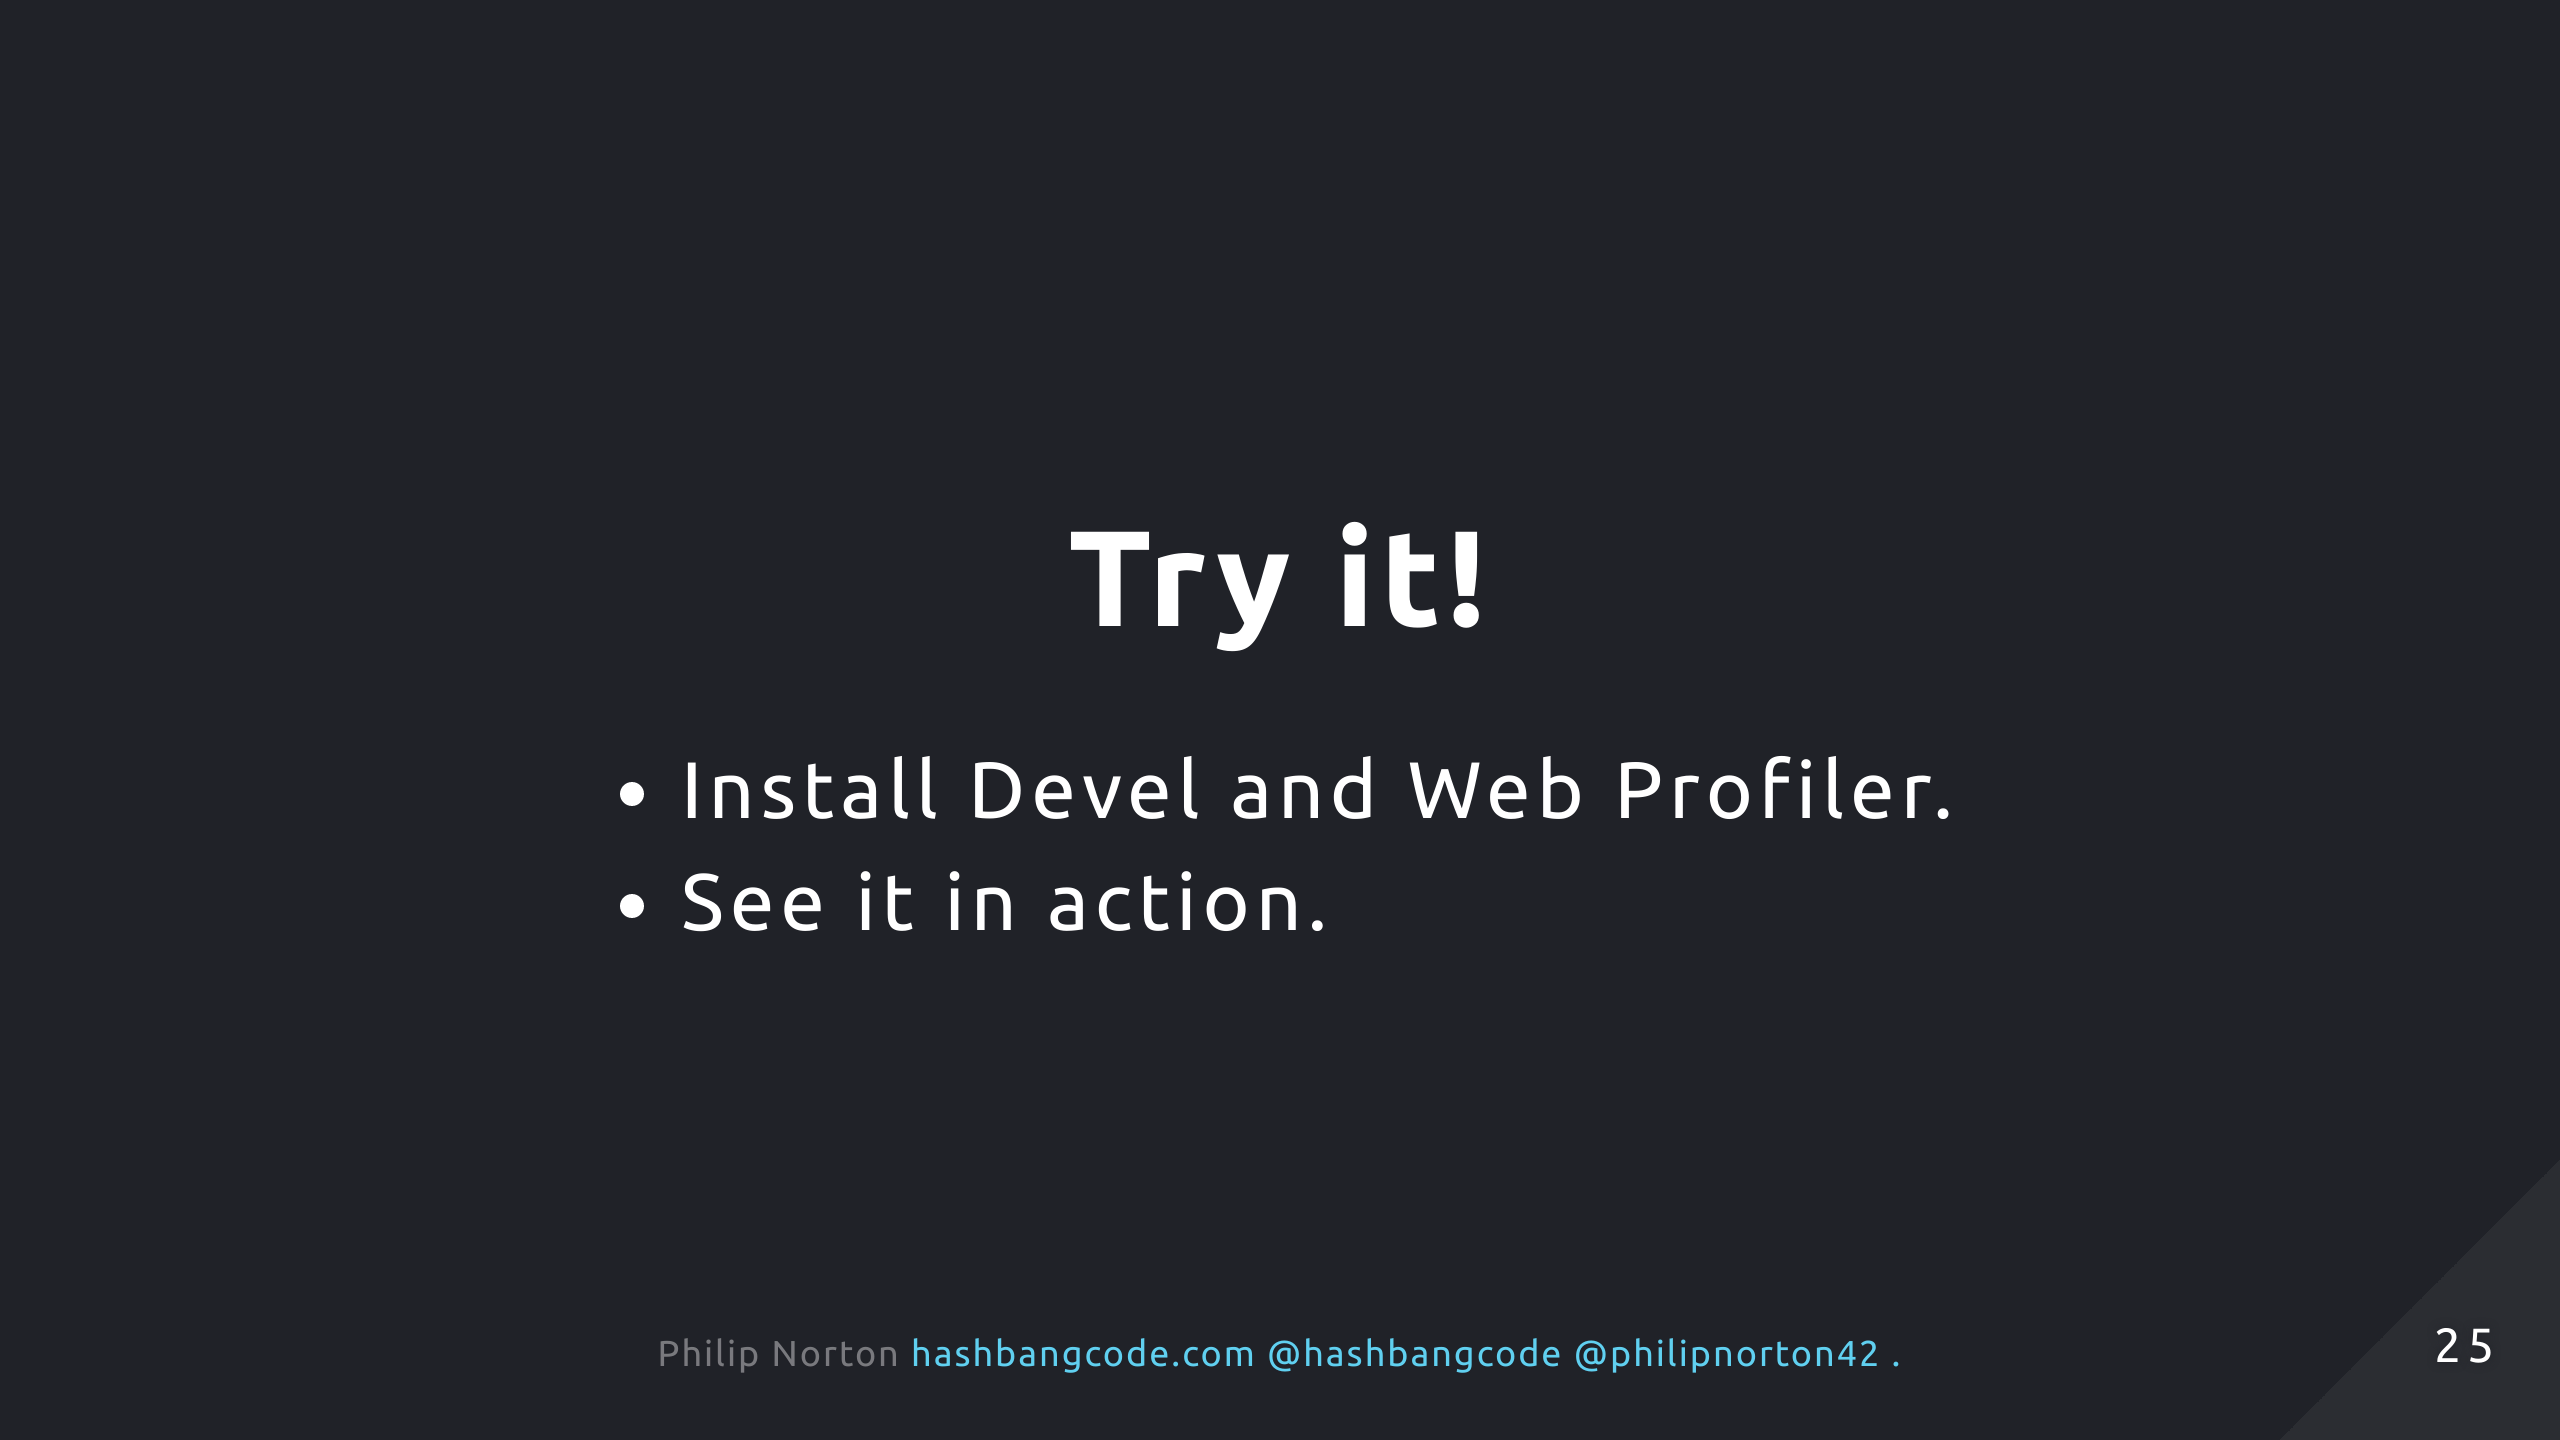 Try it!
• Install Devel and Web Profiler.
• See it in action.
Philip Norton hashbangcode.com @hashbangcode @philipnorton42 .
25